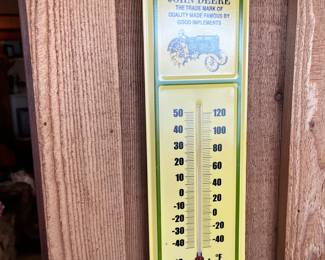 JOHN DEERE
THE TRADE MARK OF
QUALITY MADE FAMOUS BY
GOOD IMPLEMENTS
50 120
40 100
30 80
20 60
10 40
0 20
-10 0
-20 -20
-30 -40
-40
°F